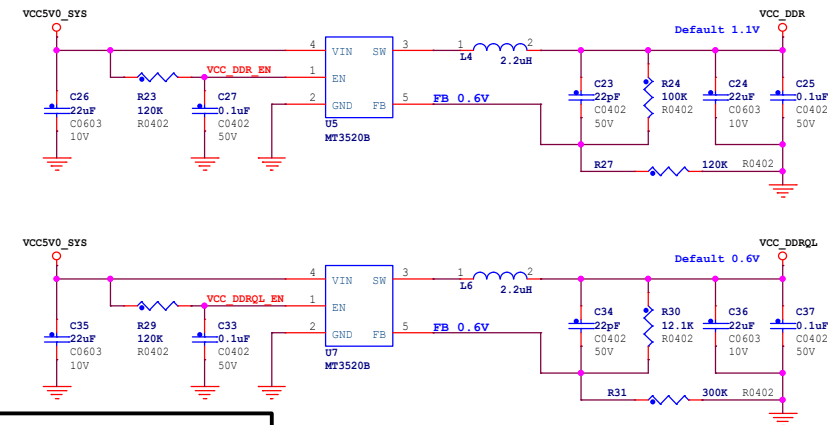 VCC5V0_SYS
VCC_DDR
Default 1.1V
4 VIN SW 3
1 L4 2
2.2uH
VCC_DDR_EN
1 EN
2 GND FB 5
FB 0.6V
U5
MT3520B
C26
22uF
C0603
10V
R23
120K
R0402
C27
0.1uF
C0402
50V
C23
22pF
C0402
50V
R24
100K
R0402
C24
22uF
C0603
10V
C25
0.1uF
C0402
50V
R27 120K R0402
VCC5V0_SYS
VCC_DDRQL
Default 0.6V
4 VIN SW 3
1 L6 2
2.2uH
VCC_DDRQL_EN
1 EN
2 GND FB 5
FB 0.6V
U7
MT3520B
C35
22uF
C0603
10V
R29
120K
R0402
C33
0.1uF
C0402
50V
C34
22pF
C0402
50V
R30
12.1K
R0402
C36
22uF
C0603
10V
C37
0.1uF
C0402
50V
R31 300K R0402